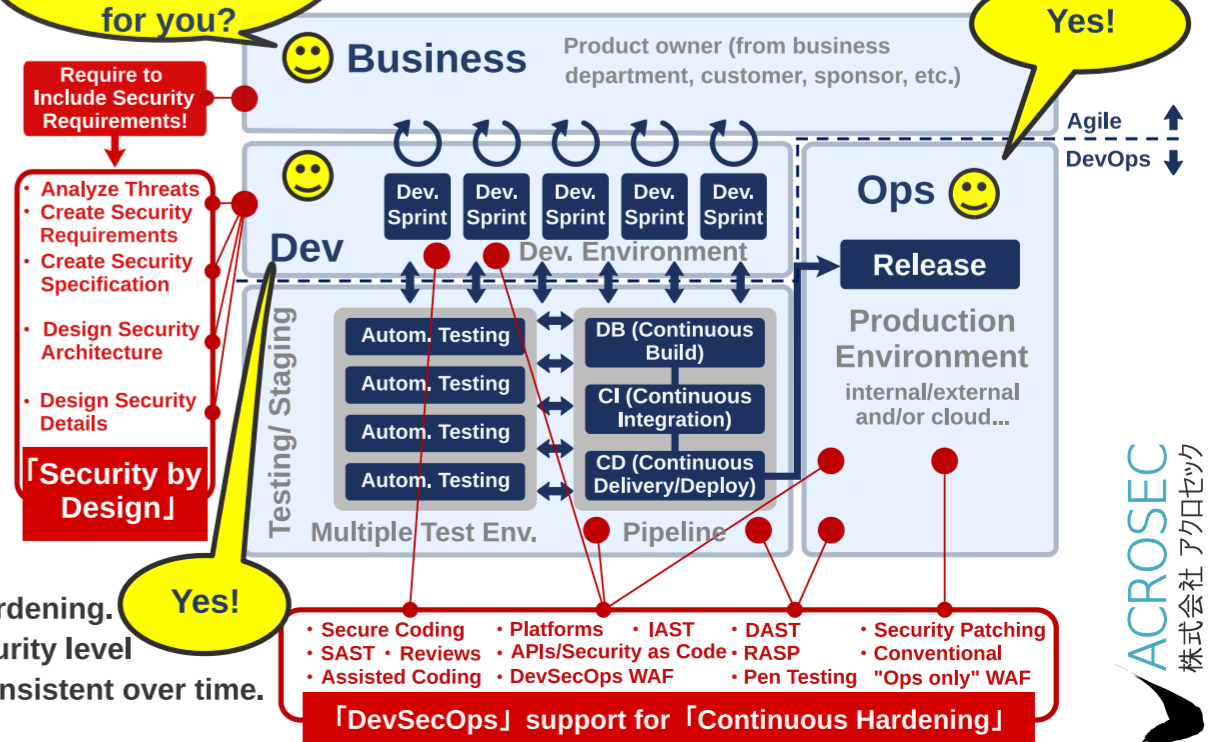 for you?
Yes!
Business
Product owner (from business
department, customer, sponsor, etc.)
Require to
Include Security
Requirements!
Agile
DevOps
・ Analyze Threats
・ Create Security
Requirements
・ Create Security
Specification
・ Design Security
Architecture
・ Design Security
Details
「Security by
Design」
Dev
Dev.
Sprint
Dev.
Sprint
Dev.
Sprint
Dev.
Sprint
Dev.
Sprint
Dev. Environment
Ops
Release
Production
Environment
internal/external
and/or cloud...
Testing/ Staging
Autom. Testing
Autom. Testing
Autom. Testing
Autom. Testing
Multiple Test Env.
DB (Continuous
Build)
CI (Continuous
Integration)
CD (Continuous
Delivery/Deploy)
Pipeline
Yes!
rdening.
urity level
nsistent over time.
・ Secure Coding
・ SAST ・ Reviews
・ Assisted Coding
・ Platforms ・ IAST
・ APIs/Security as Code
・ DevSecOps WAF
・ DAST
・ RASP
・ Pen Testing
・ Security Patching
・ Conventional
"Ops only" WAF
「DevSecOps」 support for 「Continuous Hardening」
ACROSEC
株式会社 アクロセック